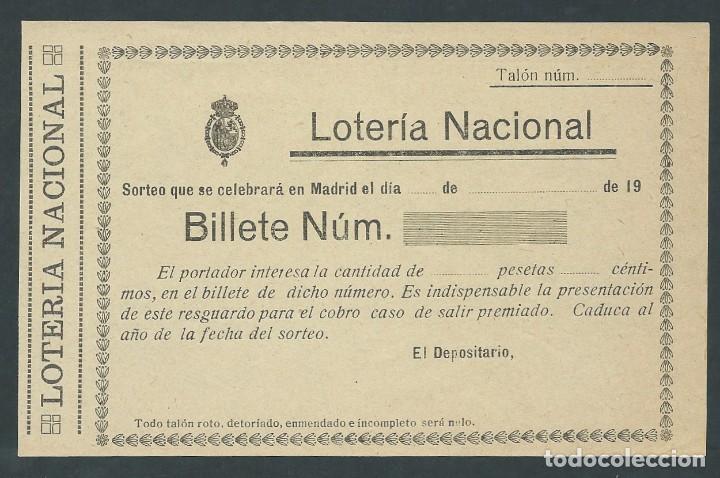 LOTERIA NACIONAL
Talón núm. ..............
Lotería Nacional
Sorteo que se celebrará en Madrid el día ...... de .............................. de 19
Billete Núm.
El portador interesa la cantidad de ............ pesetas ......... cénti-
mos, en el billete de dicho número. Es indispensable la presentación
de este resguardo para el cobro caso de salir premiado. Caduca al
año de la fecha del sorteo.
El Depositario,
Todo talón roto, detoriado, enmendado e incompleto será nulo.
todocoleccion